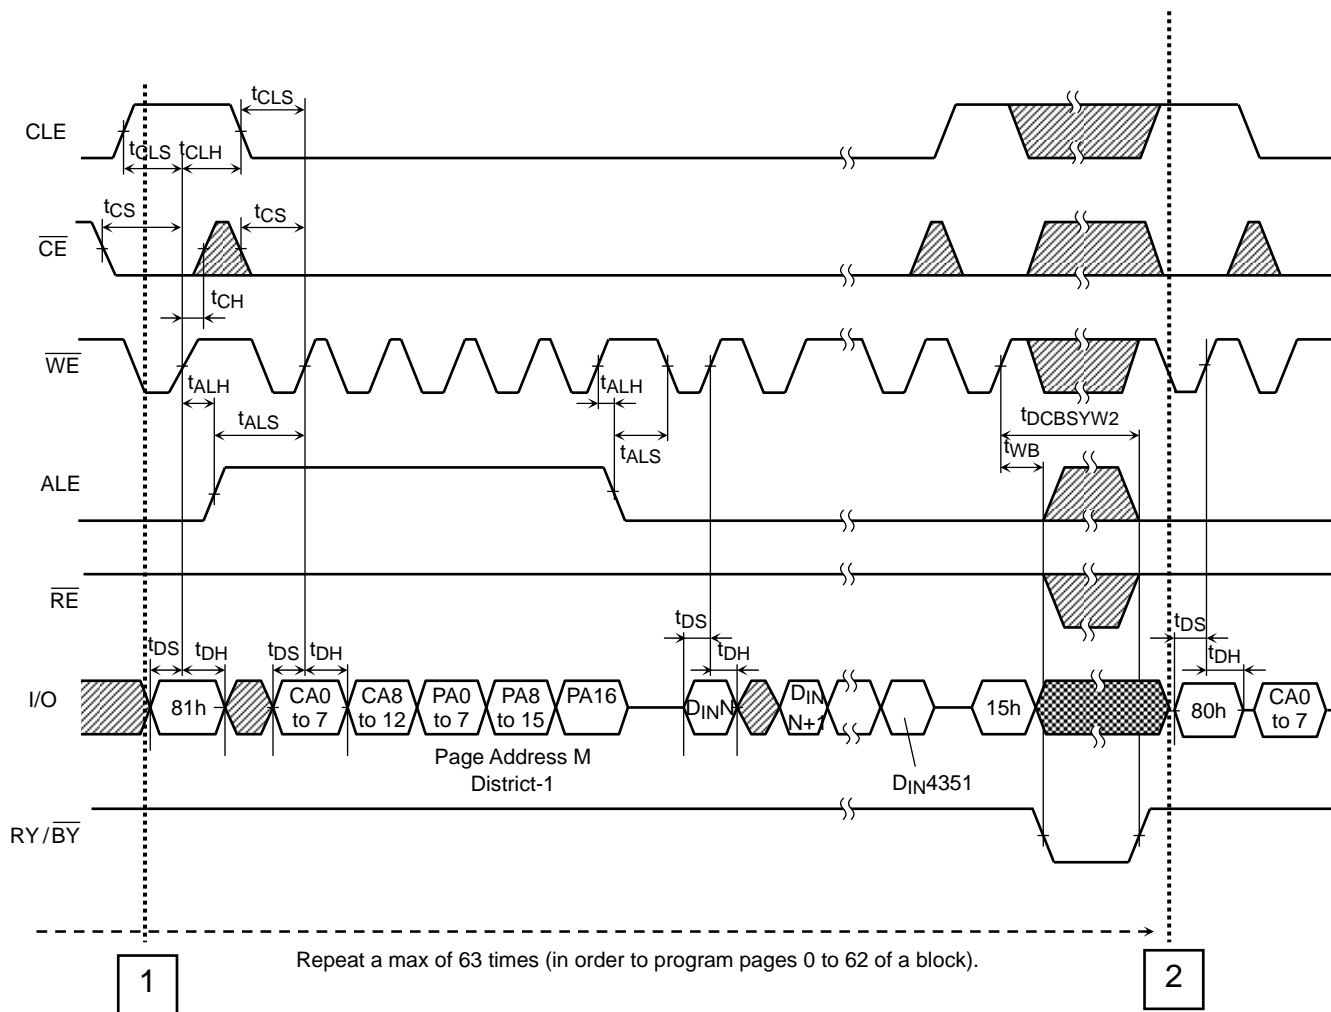 tCLS
CLE
tCLS tCLH
tCS
tCS
CE
tCH
WE
tALH
tALH
tALS
tDCBSYW2
tALS
tWB
ALE
RE
tDS tDH
tDS tDH
tDS
tDH
tDS
tDH
I/O
81h
CA0 to 7
CA8 to 12
PA0 to 7
PA8 to 15
PA16
DINN
DIN N+1
15h
80h
CA0 to 7
Page Address M
District-1
DIN4351
RY/BY
Repeat a max of 63 times (in order to program pages 0 to 62 of a block).
1
2